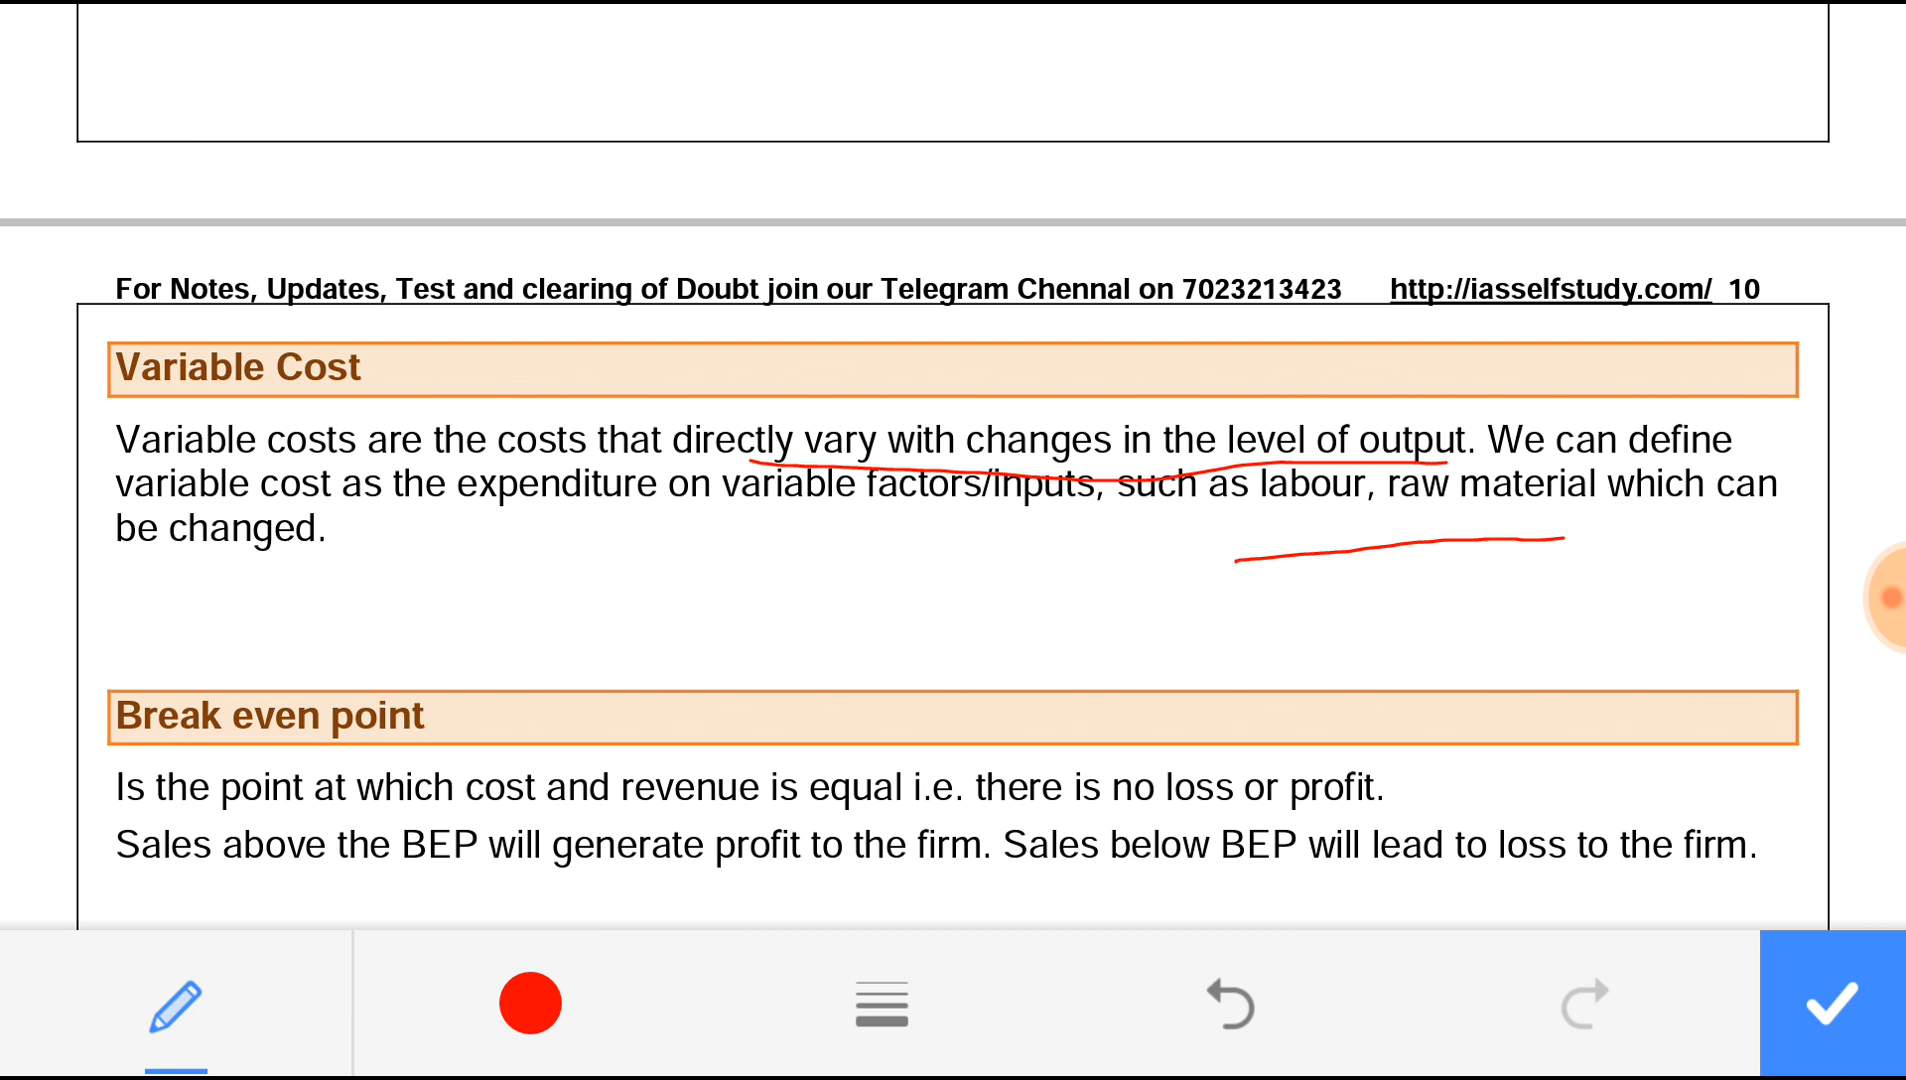 For Notes, Updates, Test and clearing of Doubt join our Telegram Chennal on 7023213423 http://iasselfstudy.com/ 10
Variable Cost
Variable costs are the costs that directly vary with changes in the level of output. We can define
variable cost as the expenditure on variable factors/inputs, such as labour, raw material which can
be changed.
Break even point
Is the point at which cost and revenue is equal i.e. there is no loss or profit.
Sales above the BEP will generate profit to the firm. Sales below BEP will lead to loss to the firm.